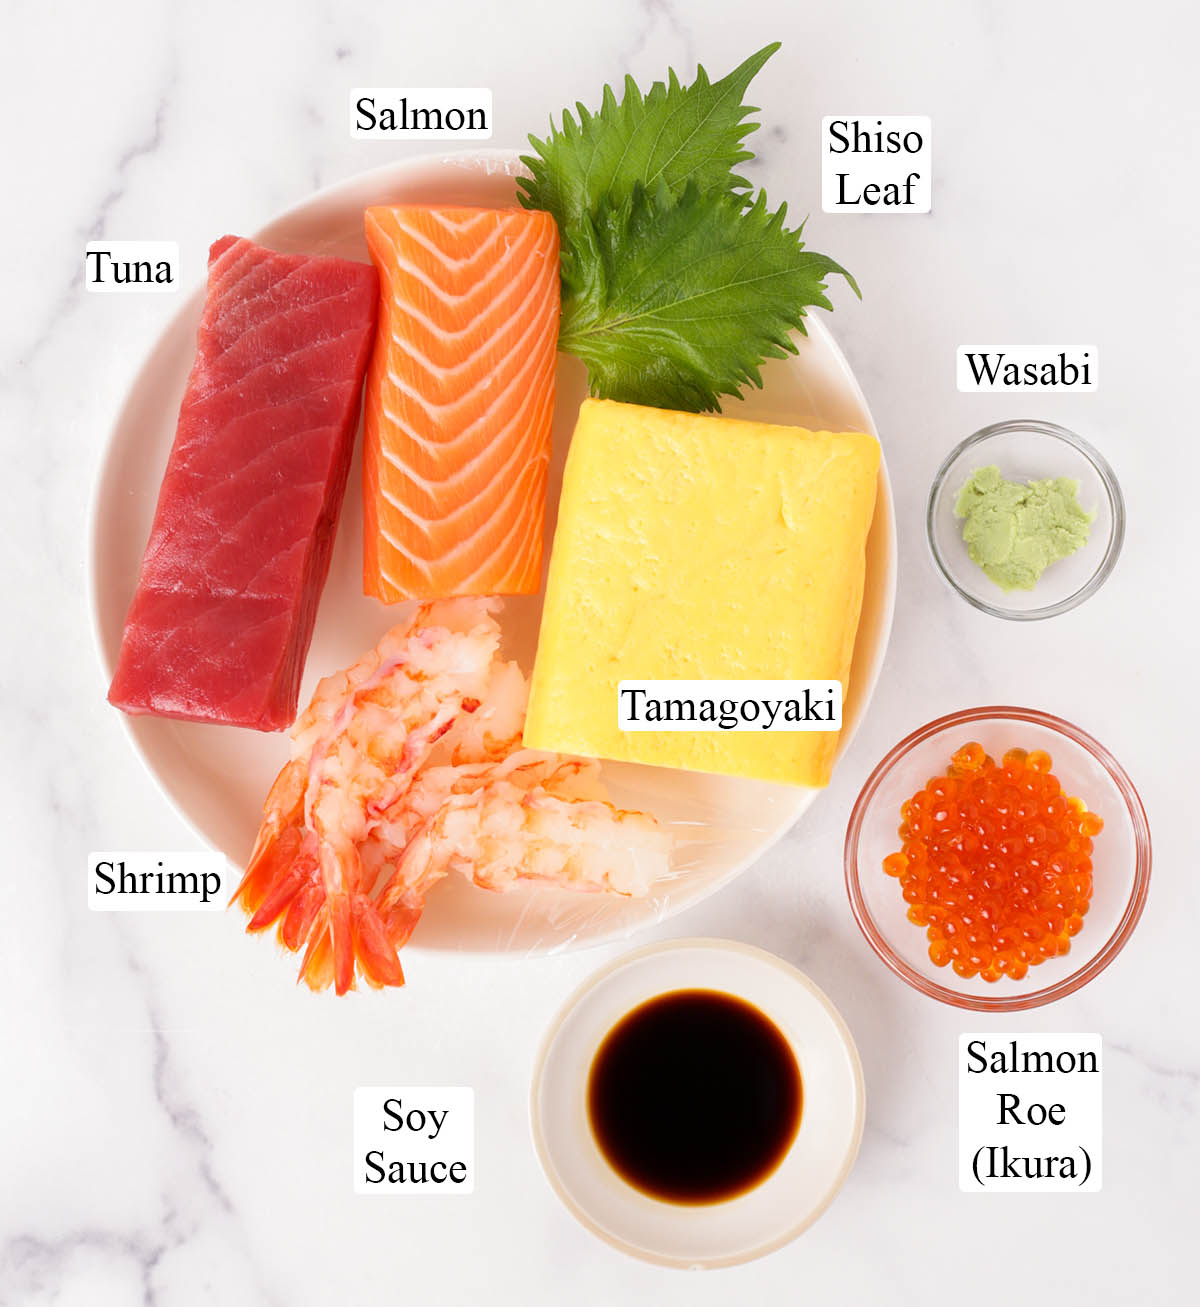 Salmon
Shiso
Leaf
Tuna
Wasabi
Tamagoyaki
Shrimp
Salmon
Roe
(Ikura)
Soy
Sauce